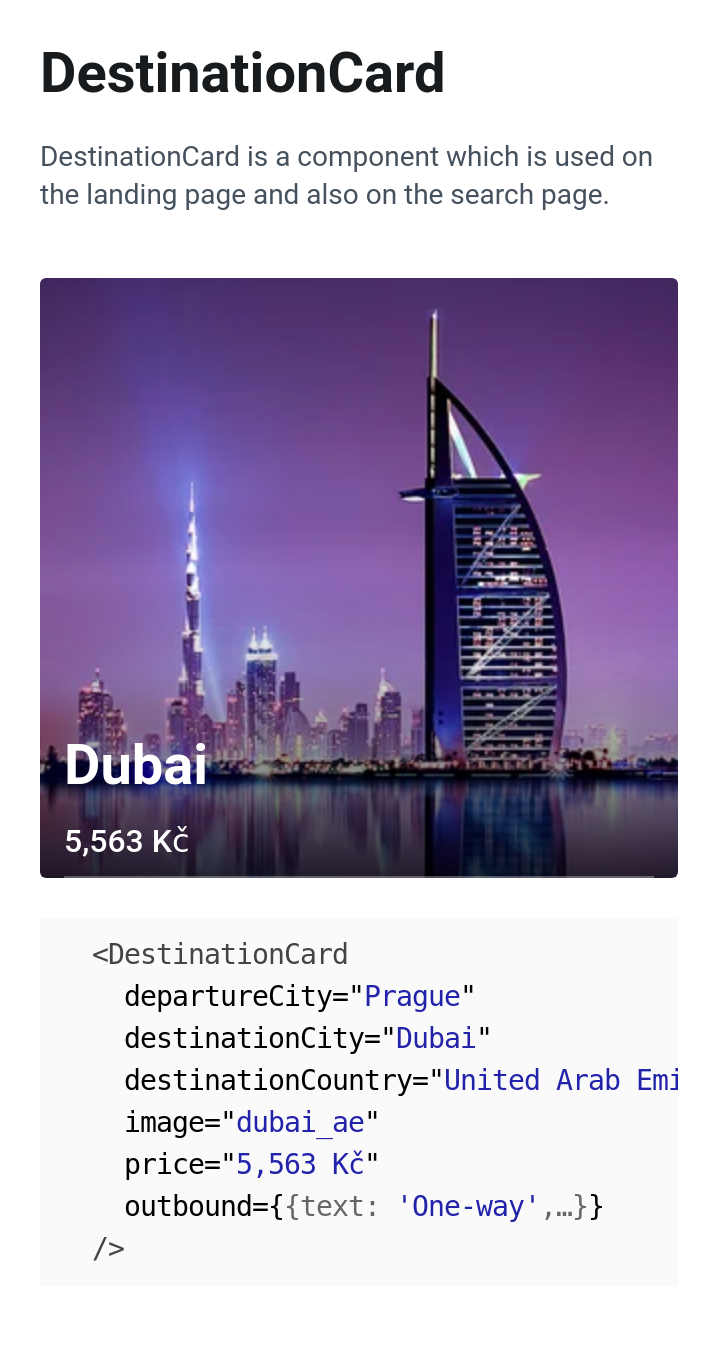 DestinationCard
DestinationCard is a component which is used on
the landing page and also on the search page.
Dubai
5,563 Kč
<DestinationCard
departureCity="Prague"
destinationCity="Dubai"
destinationCountry="United Arab Emi
image="dubai_ae"
price="5,563 Kč"
outbound={{text: 'One-way',…}}
/>